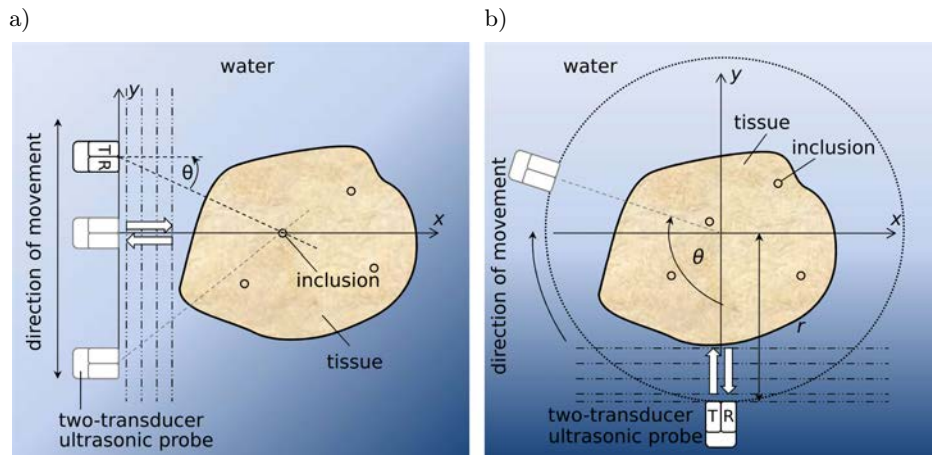 a)
water
y
T
R
θ
x
direction of movement
inclusion
tissue
two-transducer
ultrasonic probe
b)
water
y
tissue
inclusion
x
direction of movement
θ
r
two-transducer
ultrasonic probe
T R